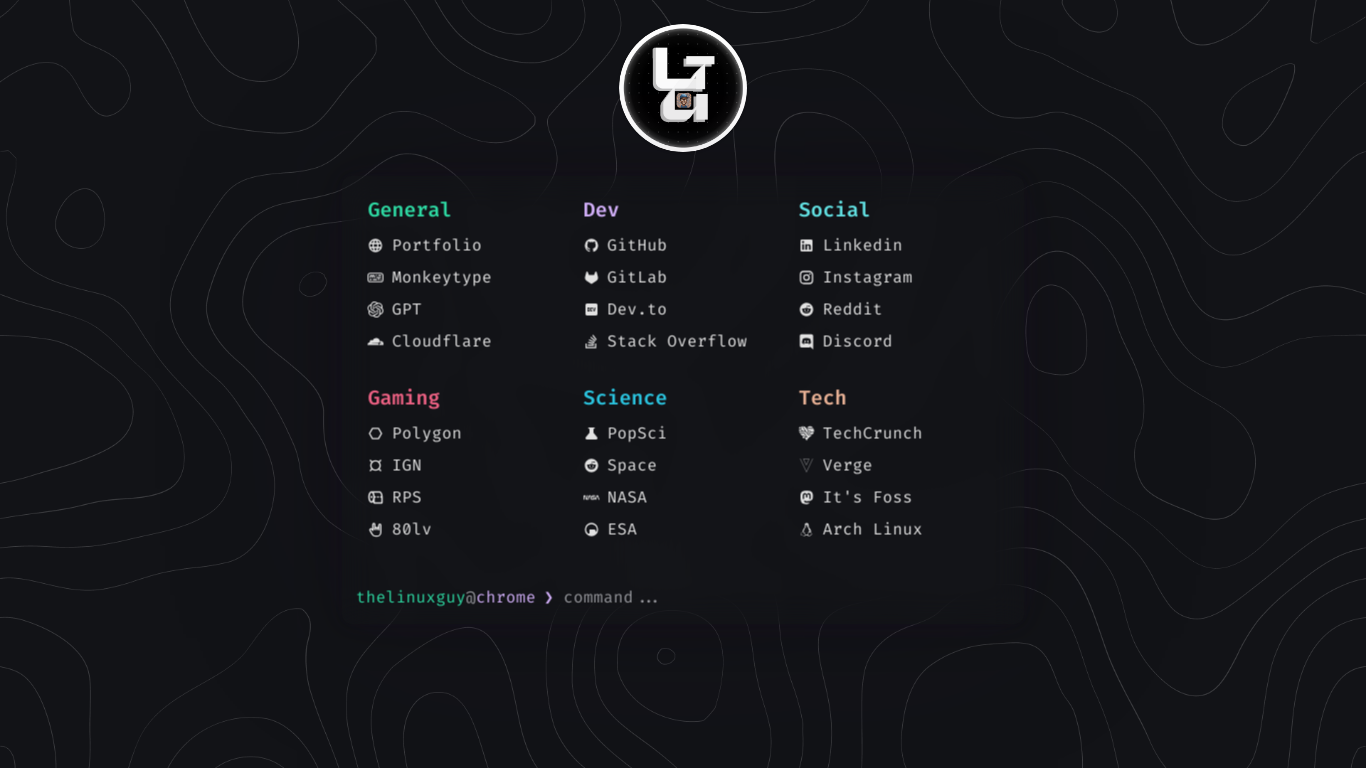 LTG
General
Portfolio
Monkeytype
GPT
Cloudflare
Dev
GitHub
GitLab
Dev.to
Stack Overflow
Social
Linkedin
Instagram
Reddit
Discord
Gaming
Polygon
IGN
RPS
80lv
Science
PopSci
Space
NASA
ESA
Tech
TechCrunch
Verge
It's Foss
Arch Linux
thelinuxguy@chrome ❯ command ...